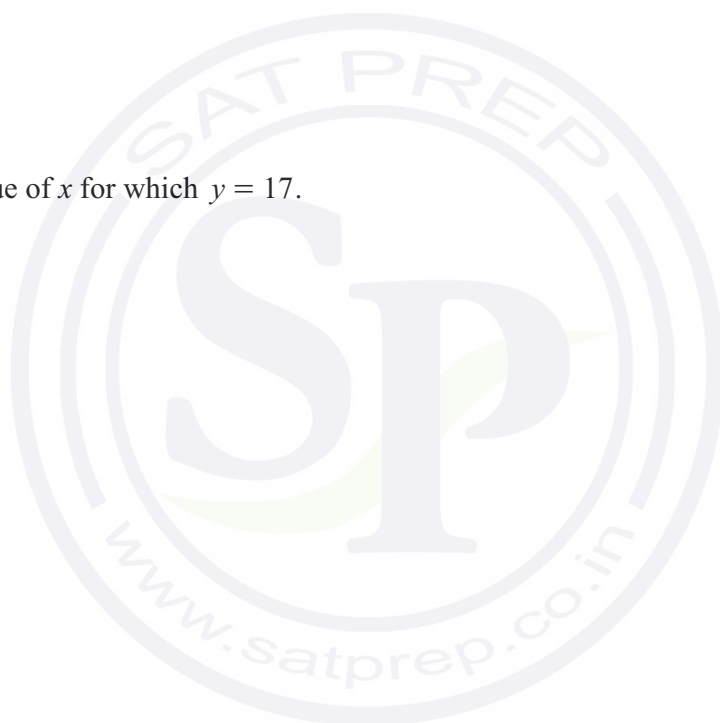 ue of x for which y = 17.
SAT PREP
SP
www.satprep.co.in